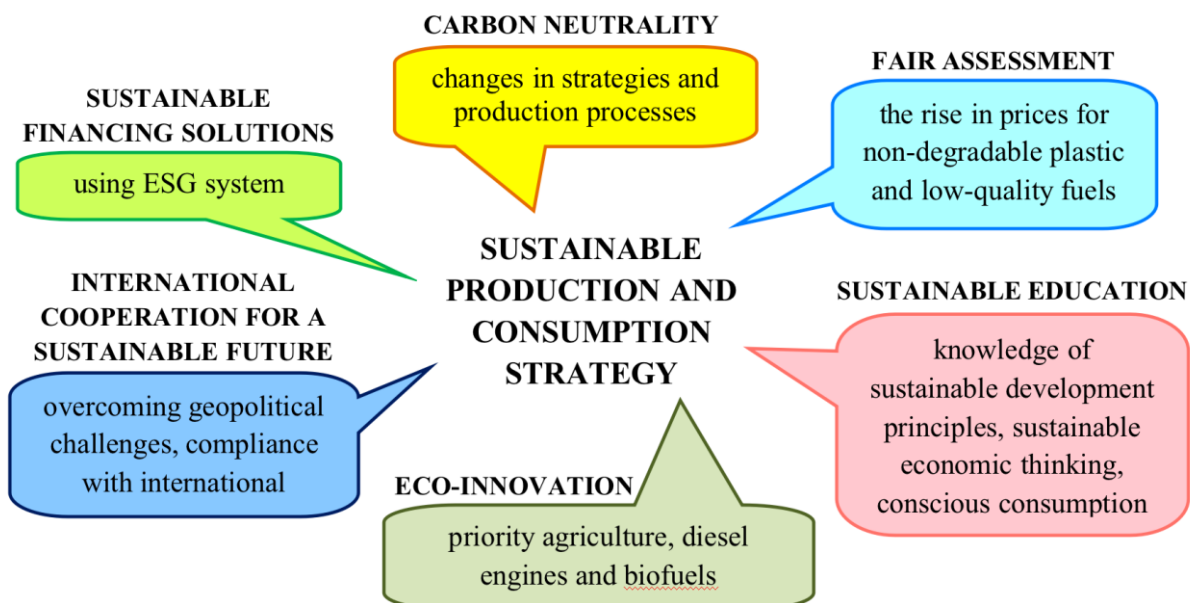 CARBON NEUTRALITY
changes in strategies and
production processes
FAIR ASSESSMENT
the rise in prices for
non-degradable plastic
and low-quality fuels
SUSTAINABLE
FINANCING SOLUTIONS
using ESG system
SUSTAINABLE
PRODUCTION AND
CONSUMPTION
STRATEGY
INTERNATIONAL
COOPERATION FOR A
SUSTAINABLE FUTURE
overcoming geopolitical
challenges, compliance
with international
SUSTAINABLE EDUCATION
knowledge of
sustainable development
principles, sustainable
economic thinking,
conscious consumption
ECO-INNOVATION
priority agriculture, diesel
engines and biofuels